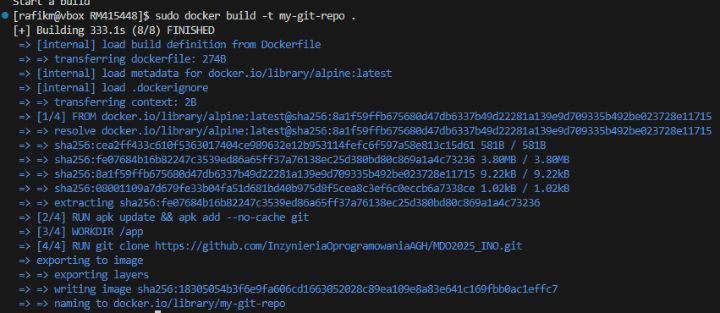 Start a build
[rafikm@vbox RM415448]$ sudo docker build -t my-git-repo .
[+] Building 333.1s (8/8) FINISHED
=> [internal] load build definition from Dockerfile
=> => transferring dockerfile: 274B
=> [internal] load metadata for docker.io/library/alpine:latest
=> [internal] load .dockerignore
=> => transferring context: 2B
=> [1/4] FROM docker.io/library/alpine:latest@sha256:8a1f59ffb675680d47db6337b49d22281a139e9d709335b492be023728e11715
=> => resolve docker.io/library/alpine:latest@sha256:8a1f59ffb675680d47db6337b49d22281a139e9d709335b492be023728e11715
=> => sha256:cea2ff433c610f5363017404ce989632e12b953114fefc6f597a58e813c15d61 581B / 581B
=> => sha256:fe07684b16b82247c3539ed86a65ff37a76138ec25d380bd80c869a1a4c73236 3.80MB / 3.80MB
=> => sha256:8a1f59ffb675680d47db6337b49d22281a139e9d709335b492be023728e11715 9.22kB / 9.22kB
=> => sha256:08001109a7d679fe33b04fa51d681bd40b975d8f5cea8c3ef6c0eccb6a7338ce 1.02kB / 1.02kB
=> => extracting sha256:fe07684b16b82247c3539ed86a65ff37a76138ec25d380bd80c869a1a4c73236
=> [2/4] RUN apk update && apk add --no-cache git
=> [3/4] WORKDIR /app
=> [4/4] RUN git clone https://github.com/InzynieriaOprogramowaniaAGH/MDO2025_INO.git
=> exporting to image
=> => exporting layers
=> => writing image sha256:18305054b3f6e9fa606cd1663052028c89ea109e8a83e641c169fbb0ac1effc7
=> => naming to docker.io/library/my-git-repo